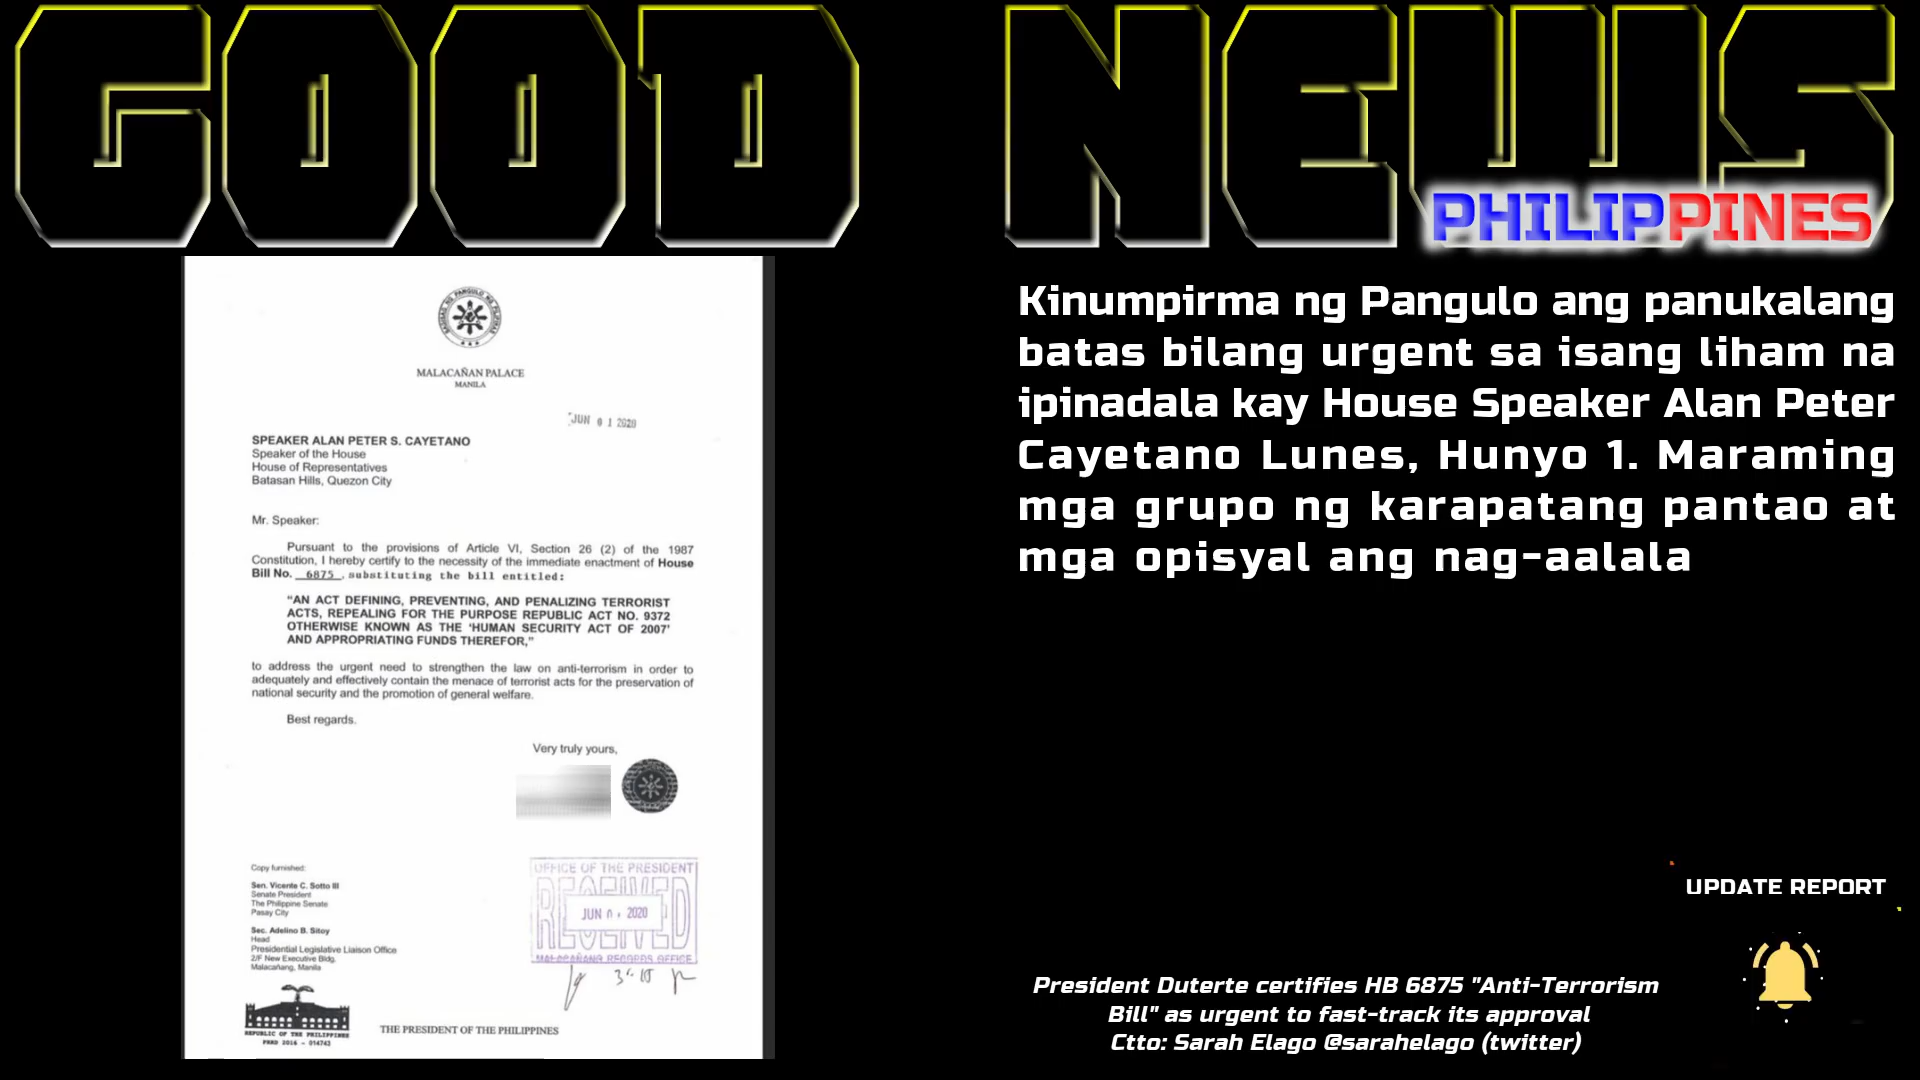 GOOD NEWS
PHILIPPINES
SAGISAG NG PANGULO NG PILIPINAS
MALACAÑAN PALACE
MANILA
JUN 01 2020
SPEAKER ALAN PETER S. CAYETANO
Speaker of the House
House of Representatives
Batasan Hills, Quezon City
Mr. Speaker:
Pursuant to the provisions of Article VI, Section 26 (2) of the 1987
Constitution, I hereby certify to the necessity of the immediate enactment of House
Bill No. 6875, substituting the bill entitled:
"AN ACT DEFINING, PREVENTING, AND PENALIZING TERRORIST
ACTS, REPEALING FOR THE PURPOSE REPUBLIC ACT NO. 9372
OTHERWISE KNOWN AS THE 'HUMAN SECURITY ACT OF 2007'
AND APPROPRIATING FUNDS THEREFOR,"
to address the urgent need to strengthen the law on anti-terrorism in order to
adequately and effectively contain the menace of terrorist acts for the preservation of
national security and the promotion of general welfare.
Best regards.
Very truly yours,
Copy furnished:
Sen. Vicente C. Sotto III
Senate President
The Philippine Senate
Pasay City
Sec. Adelino B. Sitoy
Head
Presidential Legislative Liaison Office
2/F New Executive Bldg.
Malacañang, Manila
OFFICE OF THE PRESIDENT
RECEIVED
JUN 0 2020
MALACAÑANG RECORDS OFFICE
REPUBLIC OF THE PHILIPPINES
PRRD 2016 - 014742
THE PRESIDENT OF THE PHILIPPINES
Kinumpirma ng Pangulo ang panukalang
batas bilang urgent sa isang liham na
ipinadala kay House Speaker Alan Peter
Cayetano Lunes, Hunyo 1. Maraming
mga grupo ng karapatang pantao at
mga opisyal ang nag-aalala
UPDATE REPORT
President Duterte certifies HB 6875 "Anti-Terrorism
Bill" as urgent to fast-track its approval
Ctto: Sarah Elago @sarahelago (twitter)